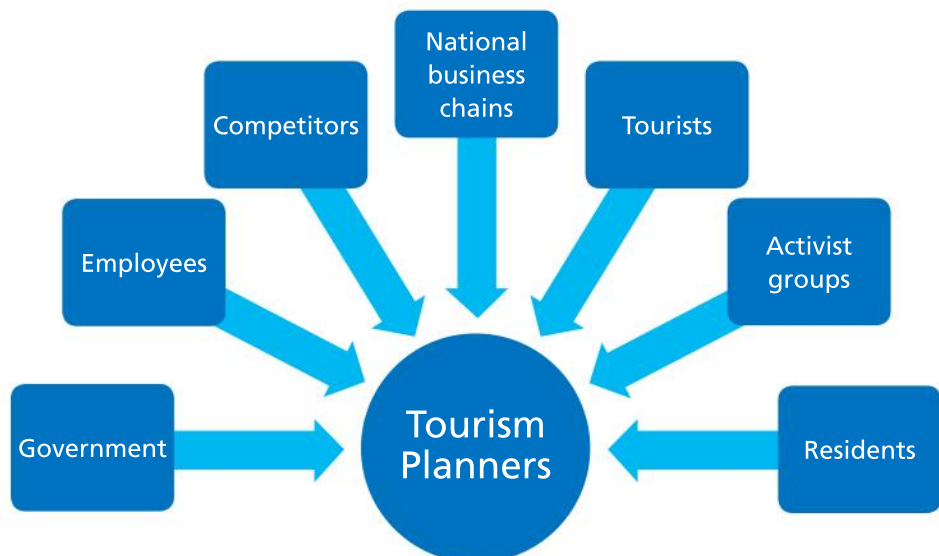 National
business
chains
Competitors
Tourists
Employees
Activist
groups
Government
Tourism
Planners
Residents